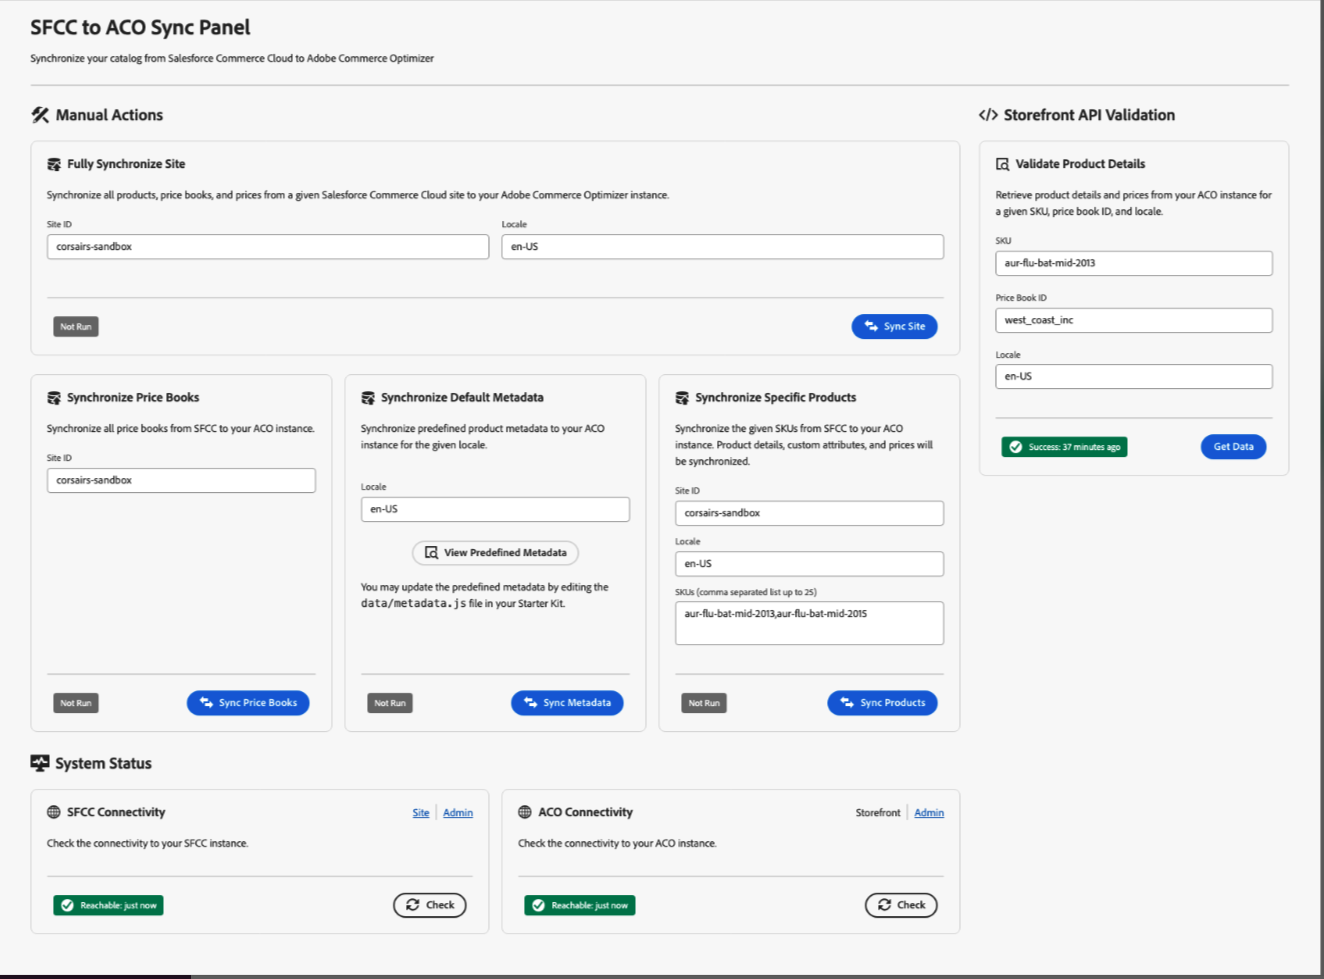 SFCC to ACO Sync Panel
Synchronize your catalog from Salesforce Commerce Cloud to Adobe Commerce Optimizer
Manual Actions
Fully Synchronize Site
Synchronize all products, price books, and prices from a given Salesforce Commerce Cloud site to your Adobe Commerce Optimizer instance.
Site ID
Locale
corsairs-sandbox
en-US
Not Run
Sync Site
Synchronize Price Books
Synchronize all price books from SFCC to your ACO instance.
Site ID
corsairs-sandbox
Not Run
Sync Price Books
Synchronize Default Metadata
Synchronize predefined product metadata to your ACO
instance for the given locale.
Locale
en-US
View Predefined Metadata
You may update the predefined metadata by editing the
data/metadata.js file in your Starter Kit.
Not Run
Sync Metadata
Synchronize Specific Products
Synchronize the given SKUs from SFCC to your ACO
instance. Product details, custom attributes, and prices will
be synchronized.
Site ID
corsairs-sandbox
Locale
en-US
SKUs (comma separated list up to 25)
aur-flu-bat-mid-2013,aur-flu-bat-mid-2015
Not Run
Sync Products
System Status
SFCC Connectivity
Site | Admin
Check the connectivity to your SFCC instance.
Reachable: just now
Check
ACO Connectivity
Storefront | Admin
Check the connectivity to your ACO instance.
Reachable: just now
Check
</> Storefront API Validation
Validate Product Details
Retrieve product details and prices from your ACO instance for
a given SKU, price book ID, and locale.
SKU
aur-flu-bat-mid-2013
Price Book ID
west_coast_inc
Locale
en-US
Success: 37 minutes ago
Get Data